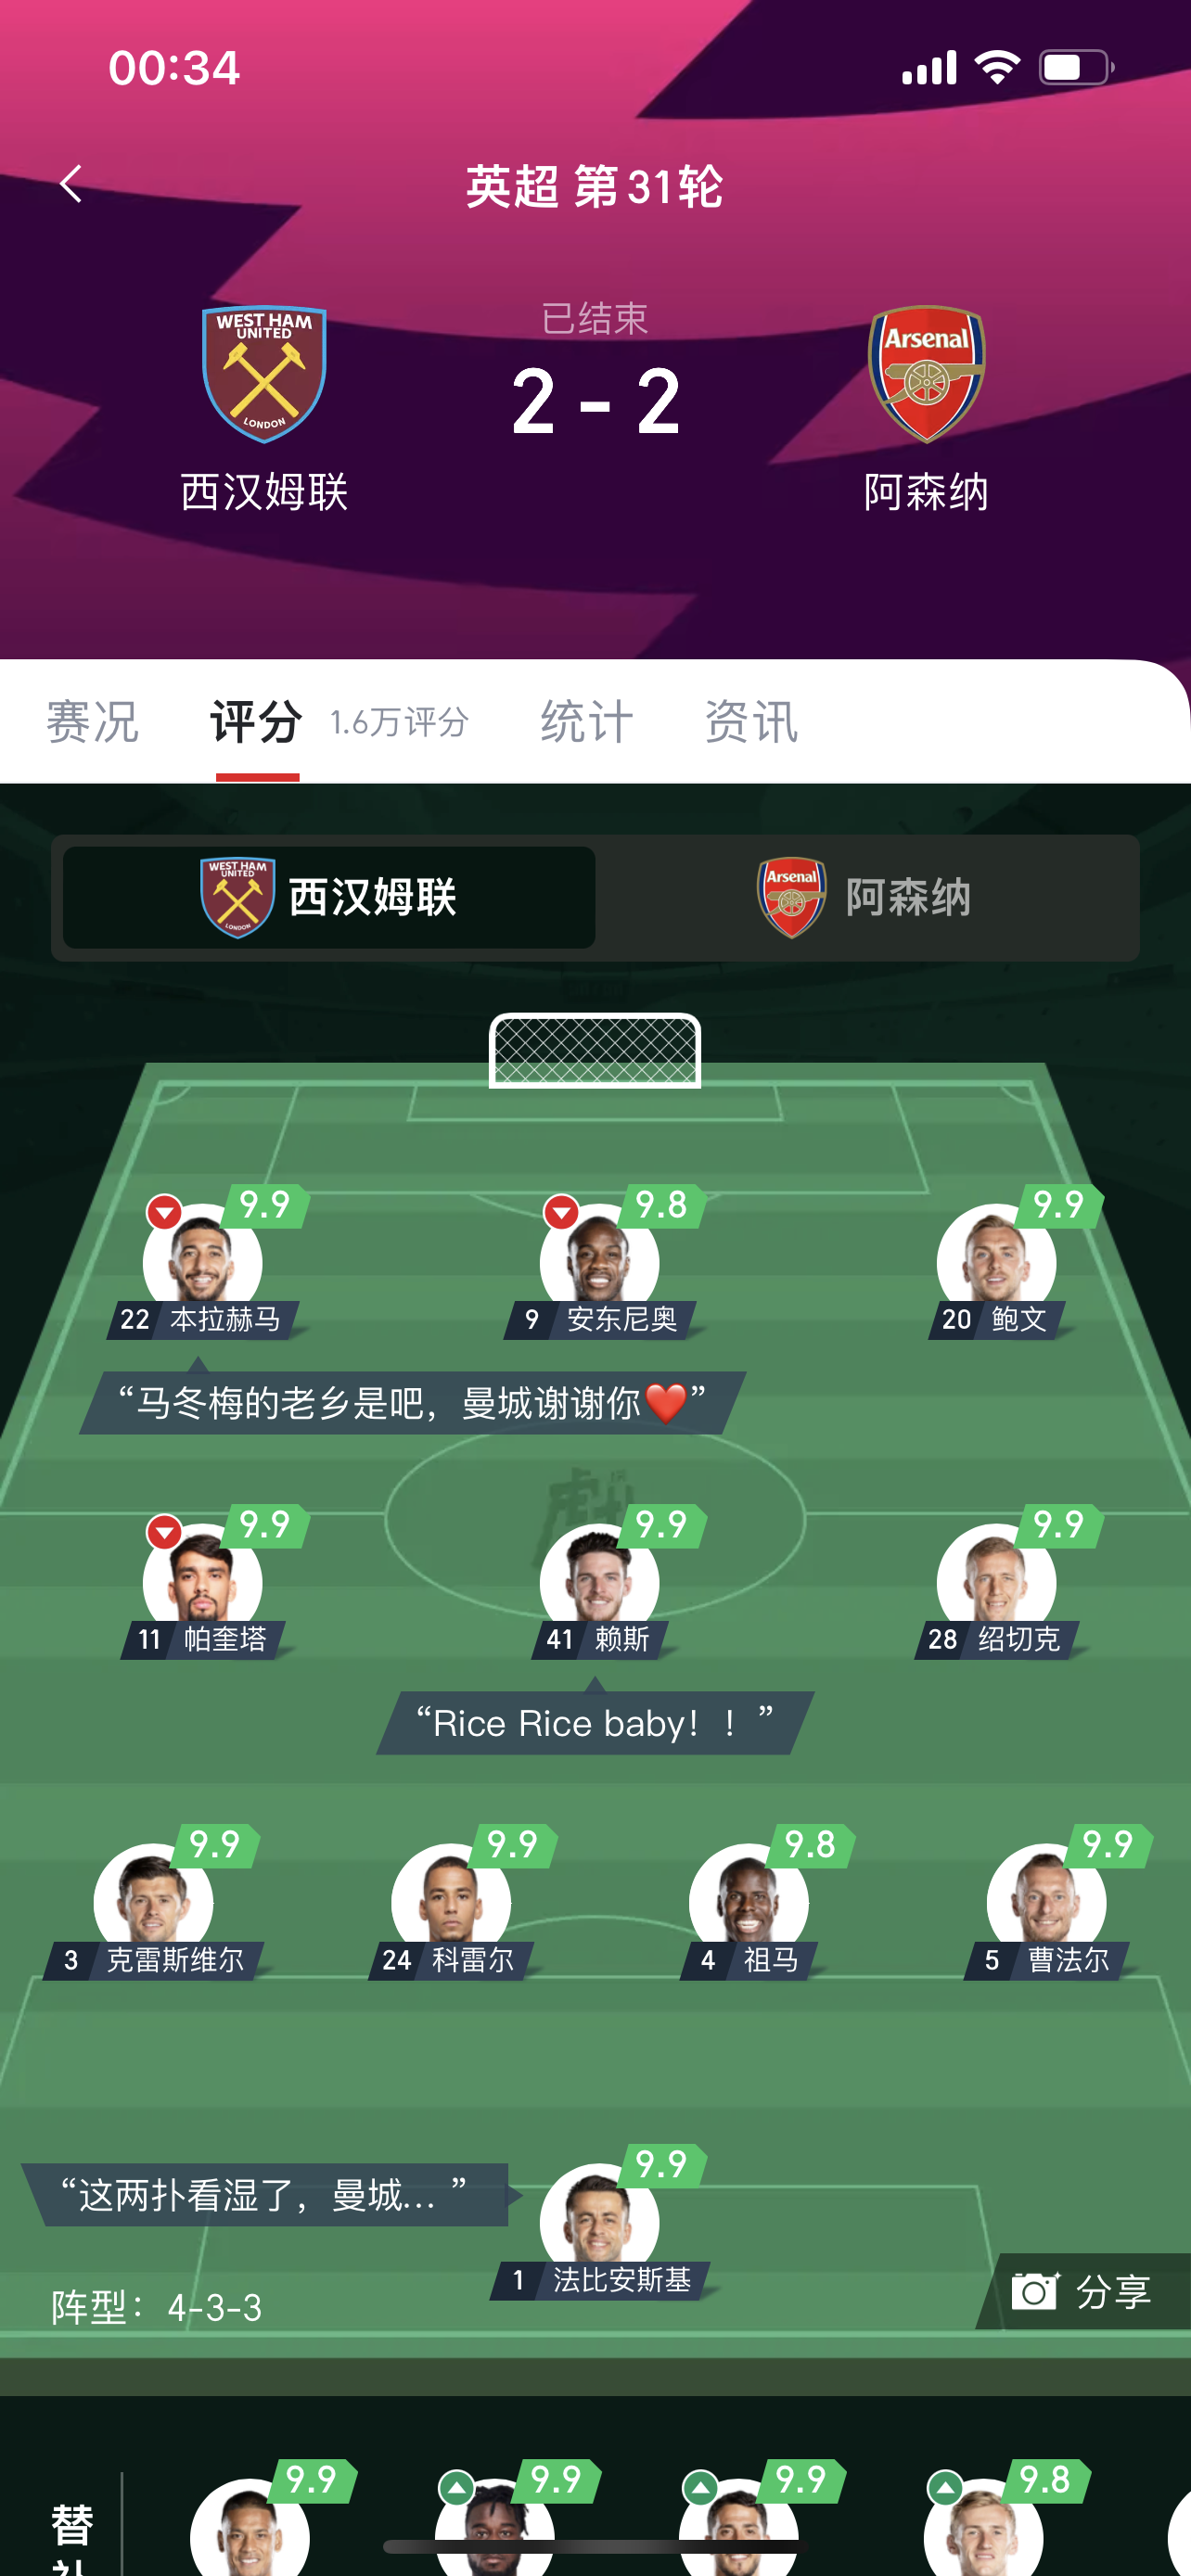 00:34
英超 第31轮
已结束
2 - 2
WEST HAM
UNITED
LONDON
Arsenal
西汉姆联
阿森纳
赛况 评分 1.6万评分 统计 资讯
WEST HAM
UNITED
LONDON
西汉姆联
Arsenal
阿森纳
9.9 9.8 9.9
22 本拉赫马 9 安东尼奥 20 鲍文
“马冬梅的老乡是吧，曼城谢谢你❤️”
9.9 9.9 9.9
11 帕奎塔 41 赖斯 28 绍切克
“Rice Rice baby！！”
9.9 9.9 9.8 9.9
3 克雷斯维尔 24 科雷尔 4 祖马 5 曹法尔
9.9
“这两扑看湿了，曼城...”
1 法比安斯基
阵型：4-3-3
分享
9.9 9.9 9.9 9.8
替